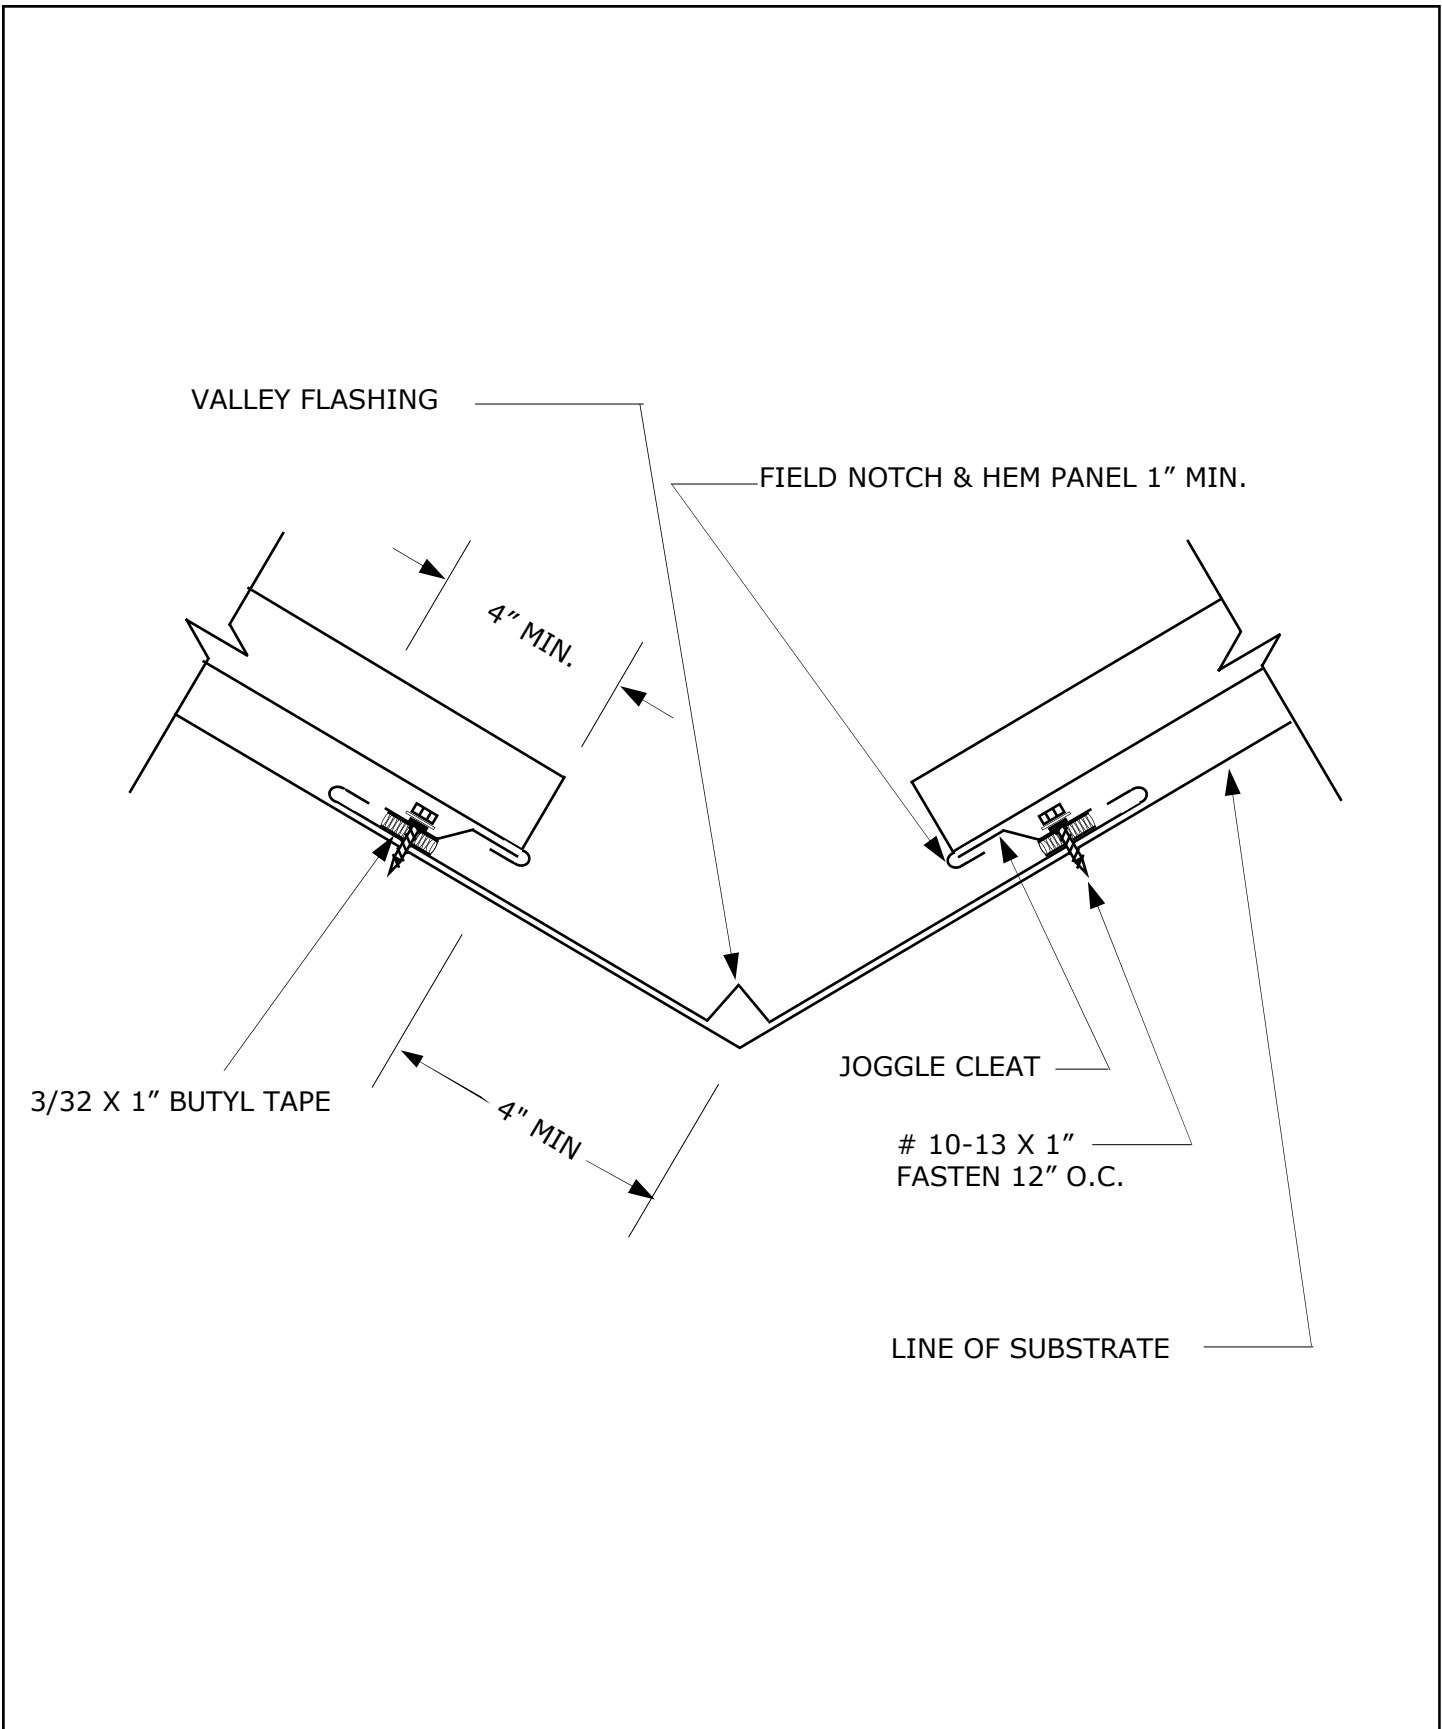 VALLEY FLASHING
FIELD NOTCH & HEM PANEL 1” MIN.
4” MIN.
3/32 X 1” BUTYL TAPE
4" MIN
JOGGLE CLEAT
# 10-13 X 1”
FASTEN 12” O.C.
LINE OF SUBSTRATE